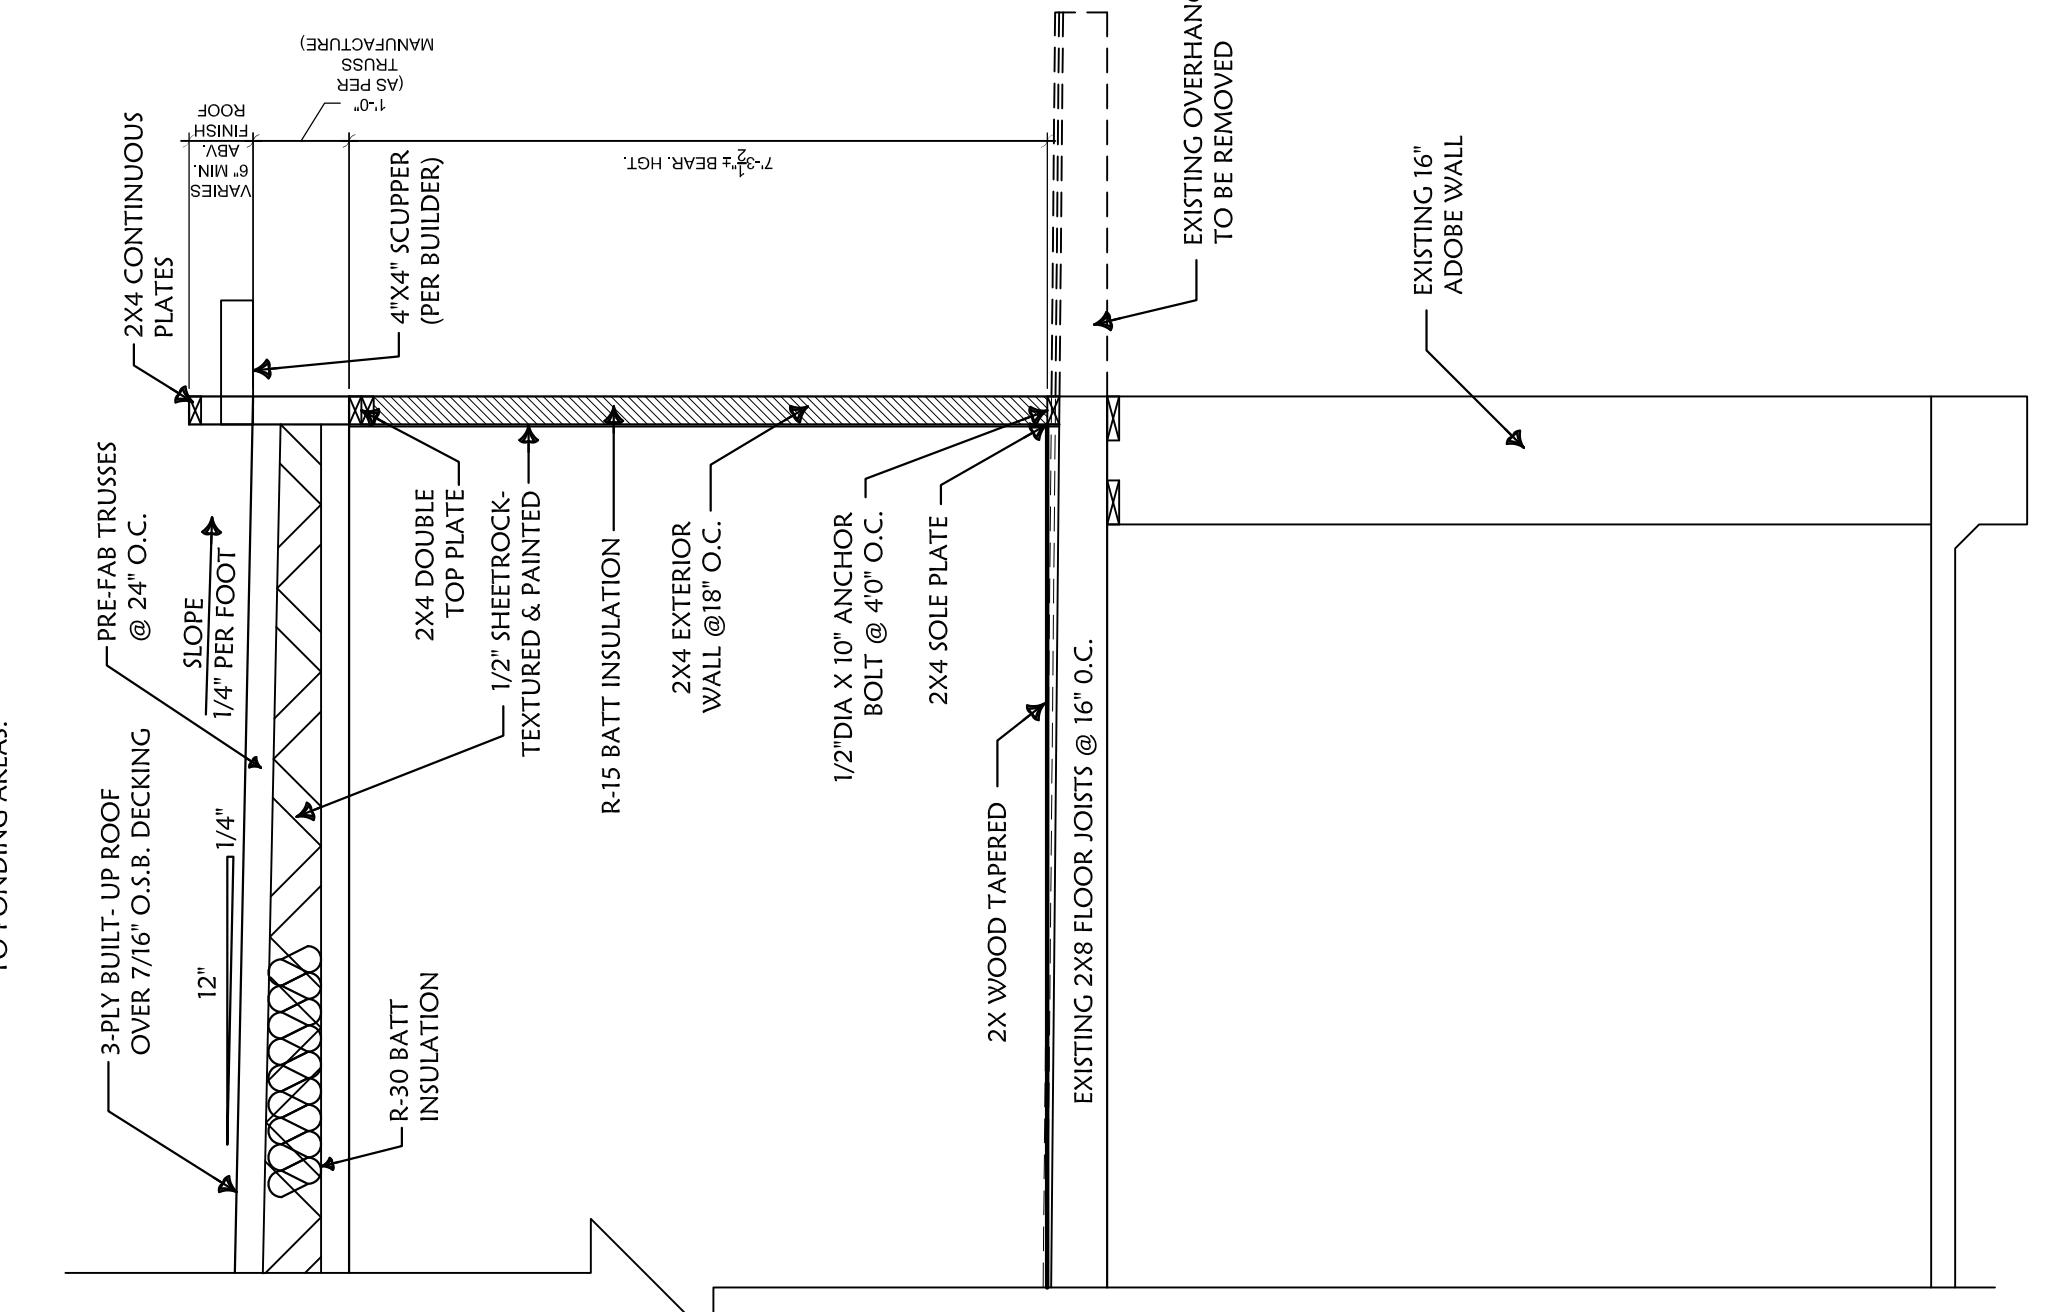 TO PONDING AREAS.
3-PLY BUILT- UP ROOF
OVER 7/16" O.S.B. DECKING
12"
1/4"
PRE-FAB TRUSSES
@ 24" O.C.
SLOPE
1/4" PER FOOT
2X4 CONTINUOUS
PLATES
VARIES
6" MIN.
ABV.
FINISH
ROOF
1'-0"
(AS PER
TRUSS
MANUFACTURE)
4"X4" SCUPPER
(PER BUILDER)
7'-3 1/2"± BEAR. HGT.
R-30 BATT
INSULATION
2X4 DOUBLE
TOP PLATE
1/2" SHEETROCK-
TEXTURED & PAINTED
R-15 BATT INSULATION
2X4 EXTERIOR
WALL @18" O.C.
1/2"DIA X 10" ANCHOR
BOLT @ 4'0" O.C.
2X4 SOLE PLATE
2X WOOD TAPERED
EXISTING 2X8 FLOOR JOISTS @ 16" 0.C.
EXISTING OVERHANG
TO BE REMOVED
EXISTING 16"
ADOBE WALL